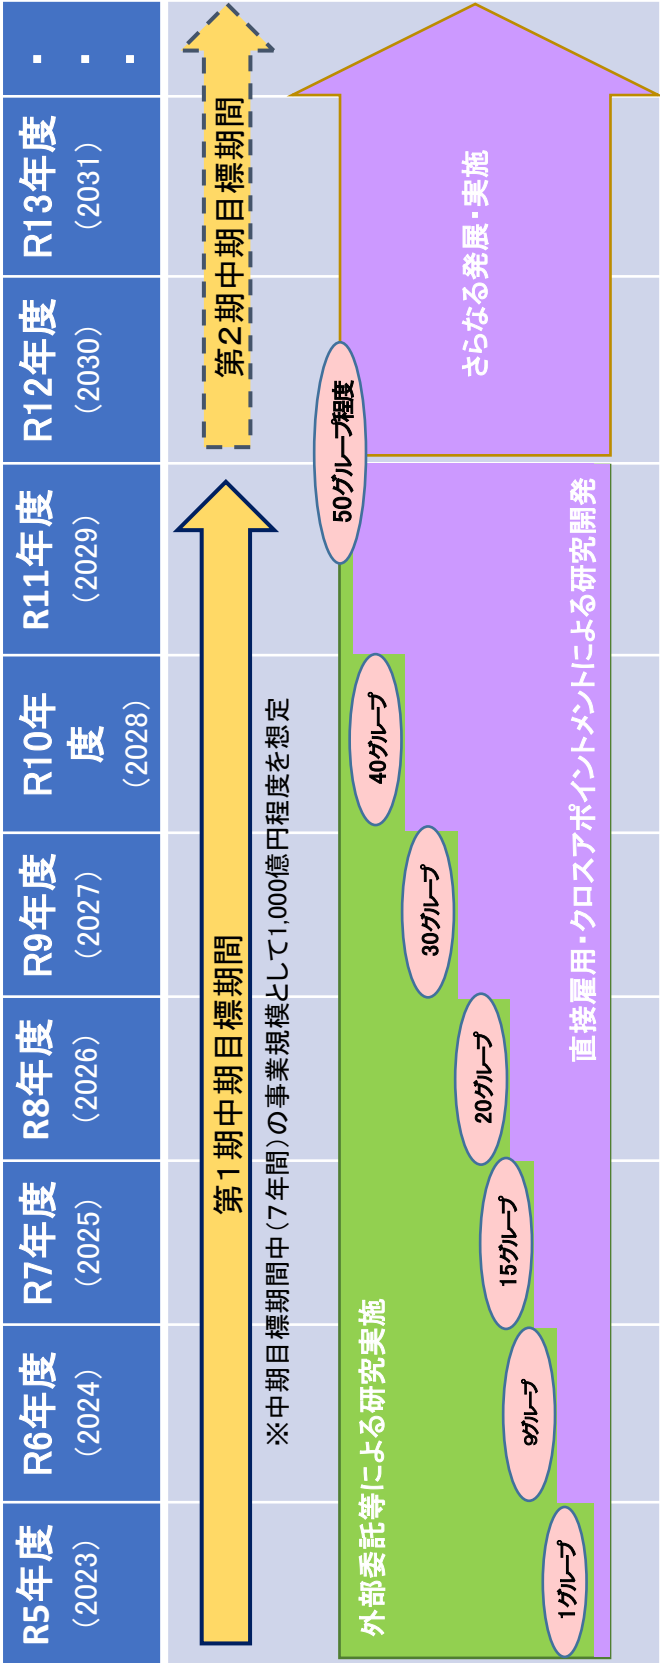 R5年度
（2023）
R6年度
（2024）
R7年度
（2025）
R8年度
（2026）
R9年度
（2027）
R10年
度
（2028）
R11年度
（2029）
R12年度
（2030）
R13年度
（2031）
・・・
第１期中期目標期間
第２期中期目標期間
※中期目標期間中（７年間）の事業規模として1,000億円程度を想定
外部委託等による研究実施
1グループ
9グループ
15グループ
20グループ
30グループ
40グループ
50グループ程度
直接雇用・クロスアポイントメントによる研究開発
さらなる発展・実施